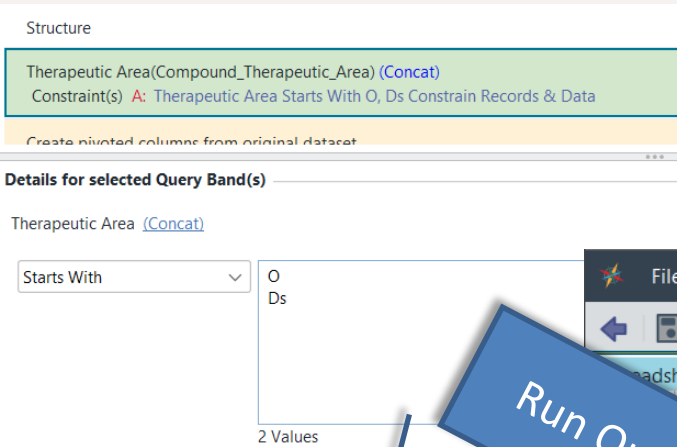 Structure
Therapeutic Area(Compound_Therapeutic_Area) (Concat)
Constraint(s) A: Therapeutic Area Starts With O, Ds Constrain Records & Data
Create pivoted columns from original dataset
Details for selected Query Band(s)
Therapeutic Area (Concat)
Starts With
O
Ds
2 Values
File
Run